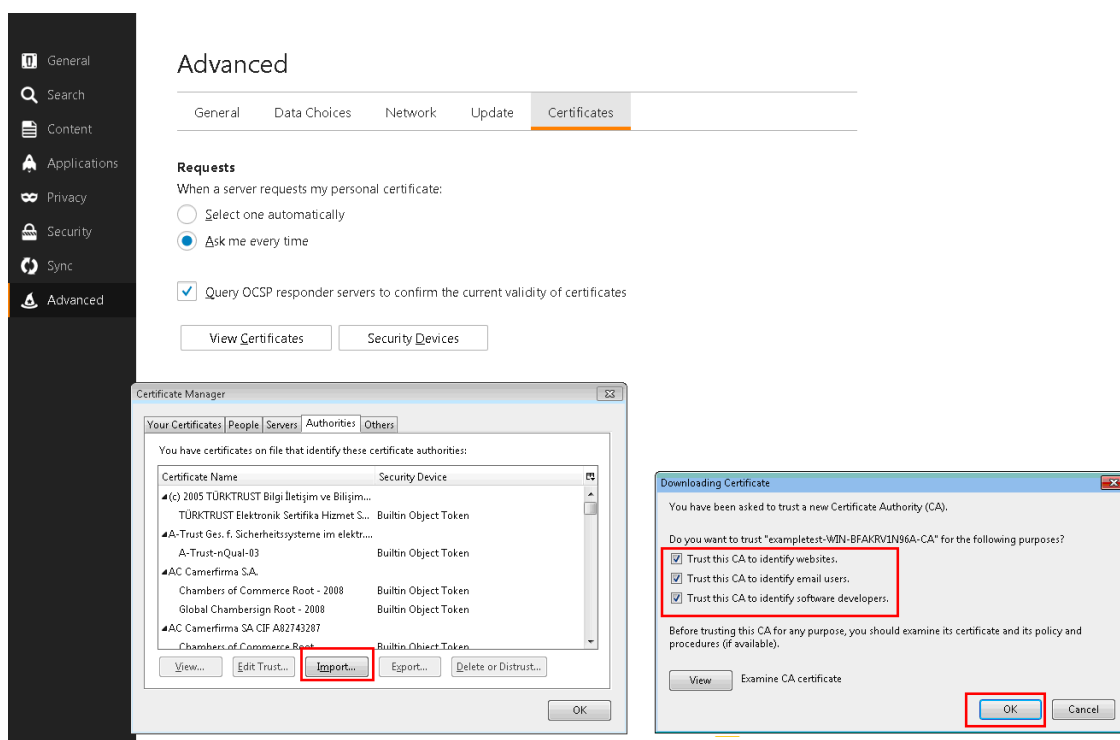 General
Search
Content
Applications
Privacy
Security
Sync
Advanced
Advanced
General Data Choices Network Update Certificates
Requests
When a server requests my personal certificate:
Select one automatically
Ask me every time
Query OCSP responder servers to confirm the current validity of certificates
View Certificates Security Devices
Certificate Manager
Your Certificates People Servers Authorities Others
You have certificates on file that identify these certificate authorities:
Certificate Name Security Device
(c) 2005 TÜRKTRUST Bilgi İletişim ve Bilişim...
TÜRKTRUST Elektronik Sertifika Hizmet S... Builtin Object Token
A-Trust Ges. f. Sicherheitssysteme im elektr....
A-Trust-nQual-03 Builtin Object Token
AC Camerfirma S.A.
Chambers of Commerce Root - 2008 Builtin Object Token
Global Chambersign Root - 2008 Builtin Object Token
AC Camerfirma SA CIF A82743287
Chambers of Commerce Root Builtin Object Token
View... Edit Trust... Import... Export... Delete or Distrust...
OK
Downloading Certificate
You have been asked to trust a new Certificate Authority (CA).
Do you want to trust "exampletest-WIN-BFAKRV1N96A-CA" for the following purposes?
Trust this CA to identify websites.
Trust this CA to identify email users.
Trust this CA to identify software developers.
Before trusting this CA for any purpose, you should examine its certificate and its policy and
procedures (if available).
View Examine CA certificate
OK Cancel